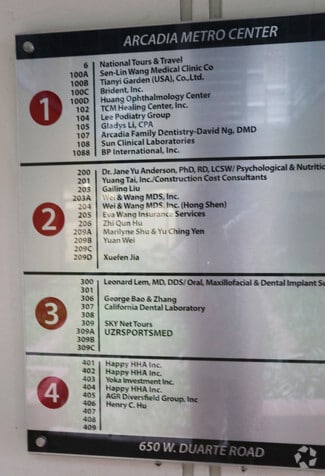 ARCADIA METRO CENTER
1
6 National Tours & Travel
100A Sen-Lin Wang Medical Clinic Co
100B Tianyi Garden (USA), Co.,Ltd.
100C Brident, Inc.
100D Huang Ophthalmology Center
102 TCM Healing Center, Inc.
104 Lee Podiatry Group
105 Gladys Li, CPA
107 Arcadia Family Dentistry-David Ng, DMD
108 Sun Clinical Laboratories
1088 BP International, Inc.
2
200 Dr. Jane Yu Anderson, PhD, RD, LCSW/ Psychological & Nutritio
201 Yuang Tai, Inc./Construction Cost Consultants
203 Gailing Liu
203A Wei & WMD, Inc.
204 Wei & WMD, Inc. (Hong Shen)
205 Eva Wang Insurance Services
206 Zhi Qun Hu
209A Marilyne Shu & Yu Ching Yen
209B Yuan Wei
209C
209D Xuefen Jia
3
300 Leonard Lem, MD, DDS/ Oral, Maxillofacial & Dental Implant Su
301
306 George Bao & Zhang
307 California Dental Laboratory
308
309 SKY Net Tours
309A UZRSPORTSMED
309B
309C
4
401 Happy HHA Inc.
402 Happy HHA Inc.
403 Yoka Investment Inc.
404 Happy HHA Inc.
405 AGR Diversfield Group, Inc
406 Henry C. Hu
407
408
409
650 W. DUARTE ROAD